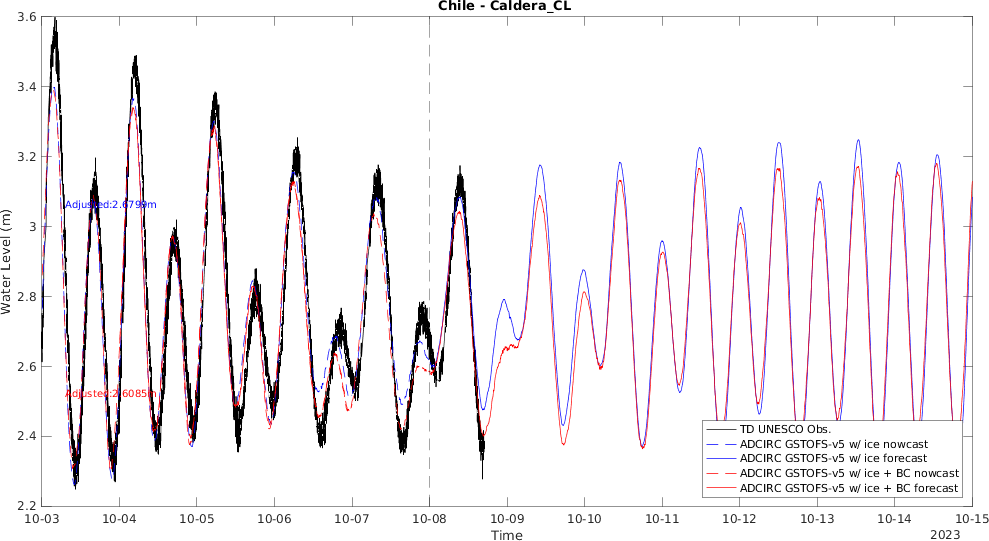 Chile - Caldera_CL
3.6
3.4
3.2
3
2.8
2.6
2.4
2.2
Water Level (m)
Adjusted:2.6799m
Adjusted:2.6085m
TD UNESCO Obs.
ADCIRC GSTOFS-v5 w/ ice nowcast
ADCIRC GSTOFS-v5 w/ ice forecast
ADCIRC GSTOFS-v5 w/ ice + BC nowcast
ADCIRC GSTOFS-v5 w/ ice + BC forecast
10-03 10-04 10-05 10-06 10-07 10-08 10-09 10-10 10-11 10-12 10-13 10-14 10-15
Time
2023